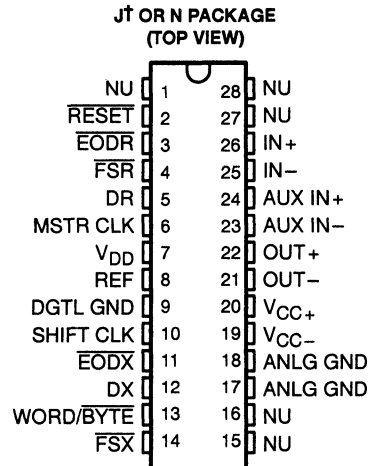 J† OR N PACKAGE
(TOP VIEW)
NU 1 28 NU
RESET 2 27 NU
EODR 3 26 IN+
FSR 4 25 IN−
DR 5 24 AUX IN+
MSTR CLK 6 23 AUX IN−
VDD 7 22 OUT+
REF 8 21 OUT−
DGTL GND 9 20 VCC+
SHIFT CLK 10 19 VCC−
EODX 11 18 ANLG GND
DX 12 17 ANLG GND
WORD/BYTE 13 16 NU
FSX 14 15 NU